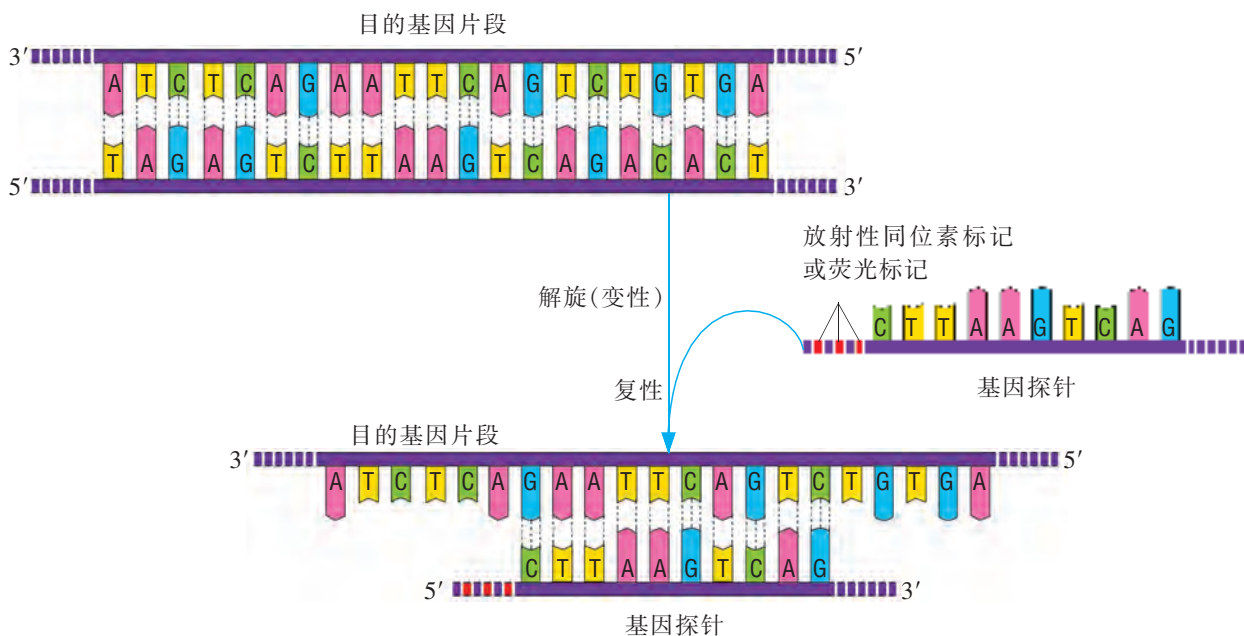 目的基因片段
3′ 5′
A T C T C A G A A T T C A G T C T G T G A
T A G A G T C T T A A G T C A G A C A C T
5′ 3′
放射性同位素标记
或荧光标记
解旋(变性)
C T T A A G T C A G
基因探针
复性
目的基因片段
3′ 5′
A T C T C A G A A T T C A G T C T G T G A
C T T A A G T C A G
5′ 3′
基因探针